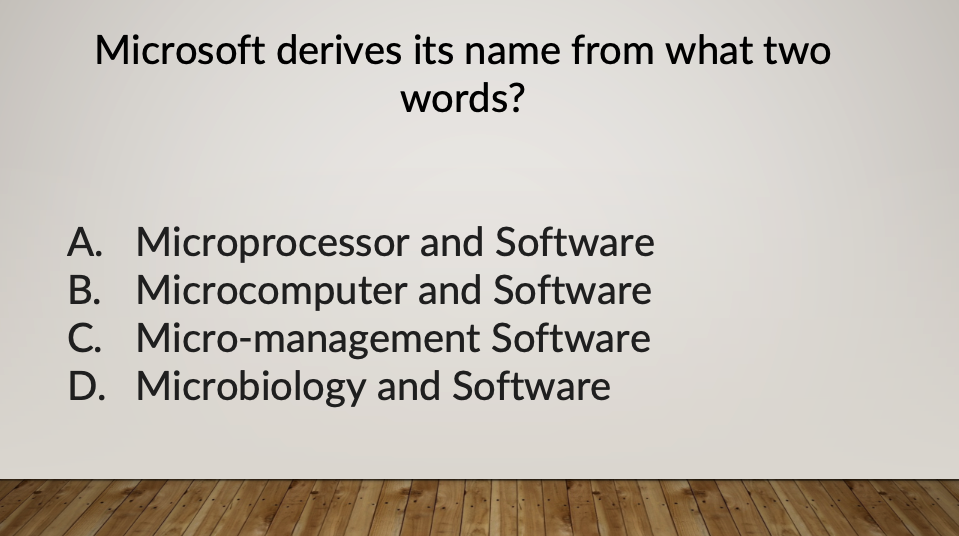 Microsoft derives its name from what two
words?
A. Microprocessor and Software
B. Microcomputer and Software
C. Micro-management Software
D. Microbiology and Software